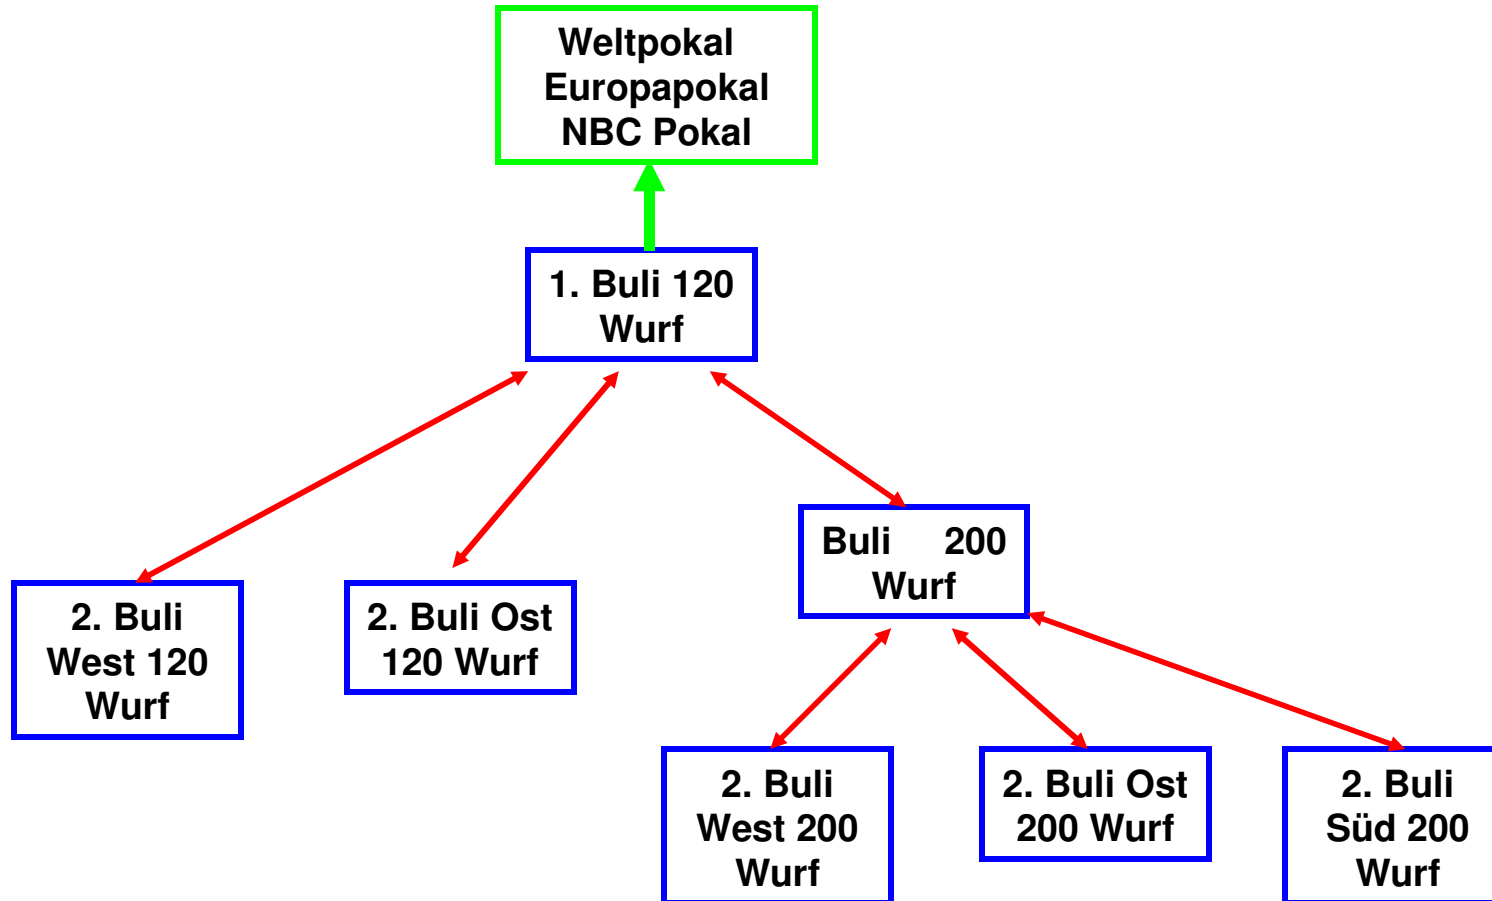 Weltpokal
Europapokal
NBC Pokal
1. Buli 120
Wurf
Buli 200
Wurf
2. Buli
West 120
Wurf
2. Buli Ost
120 Wurf
2. Buli
West 200
Wurf
2. Buli Ost
200 Wurf
2. Buli
Süd 200
Wurf